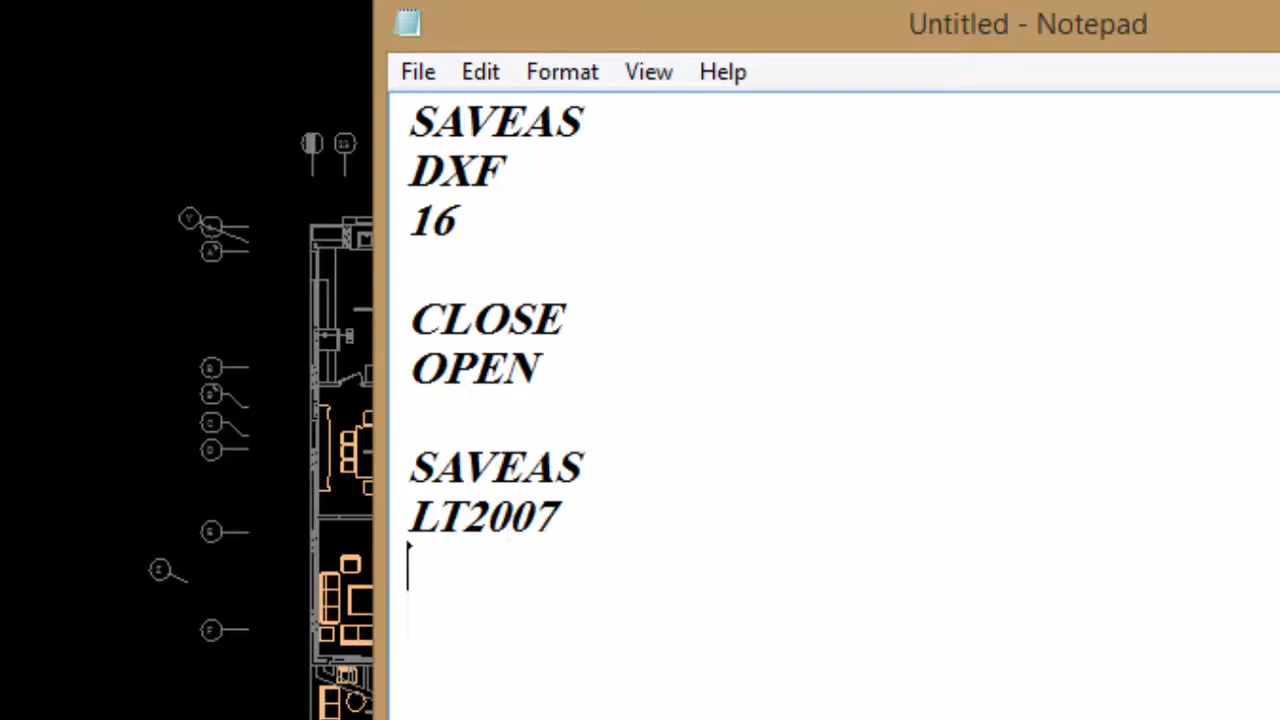 Untitled - Notepad
File Edit Format View Help
SAVEAS
DXF
16
CLOSE
OPEN
SAVEAS
LT2007